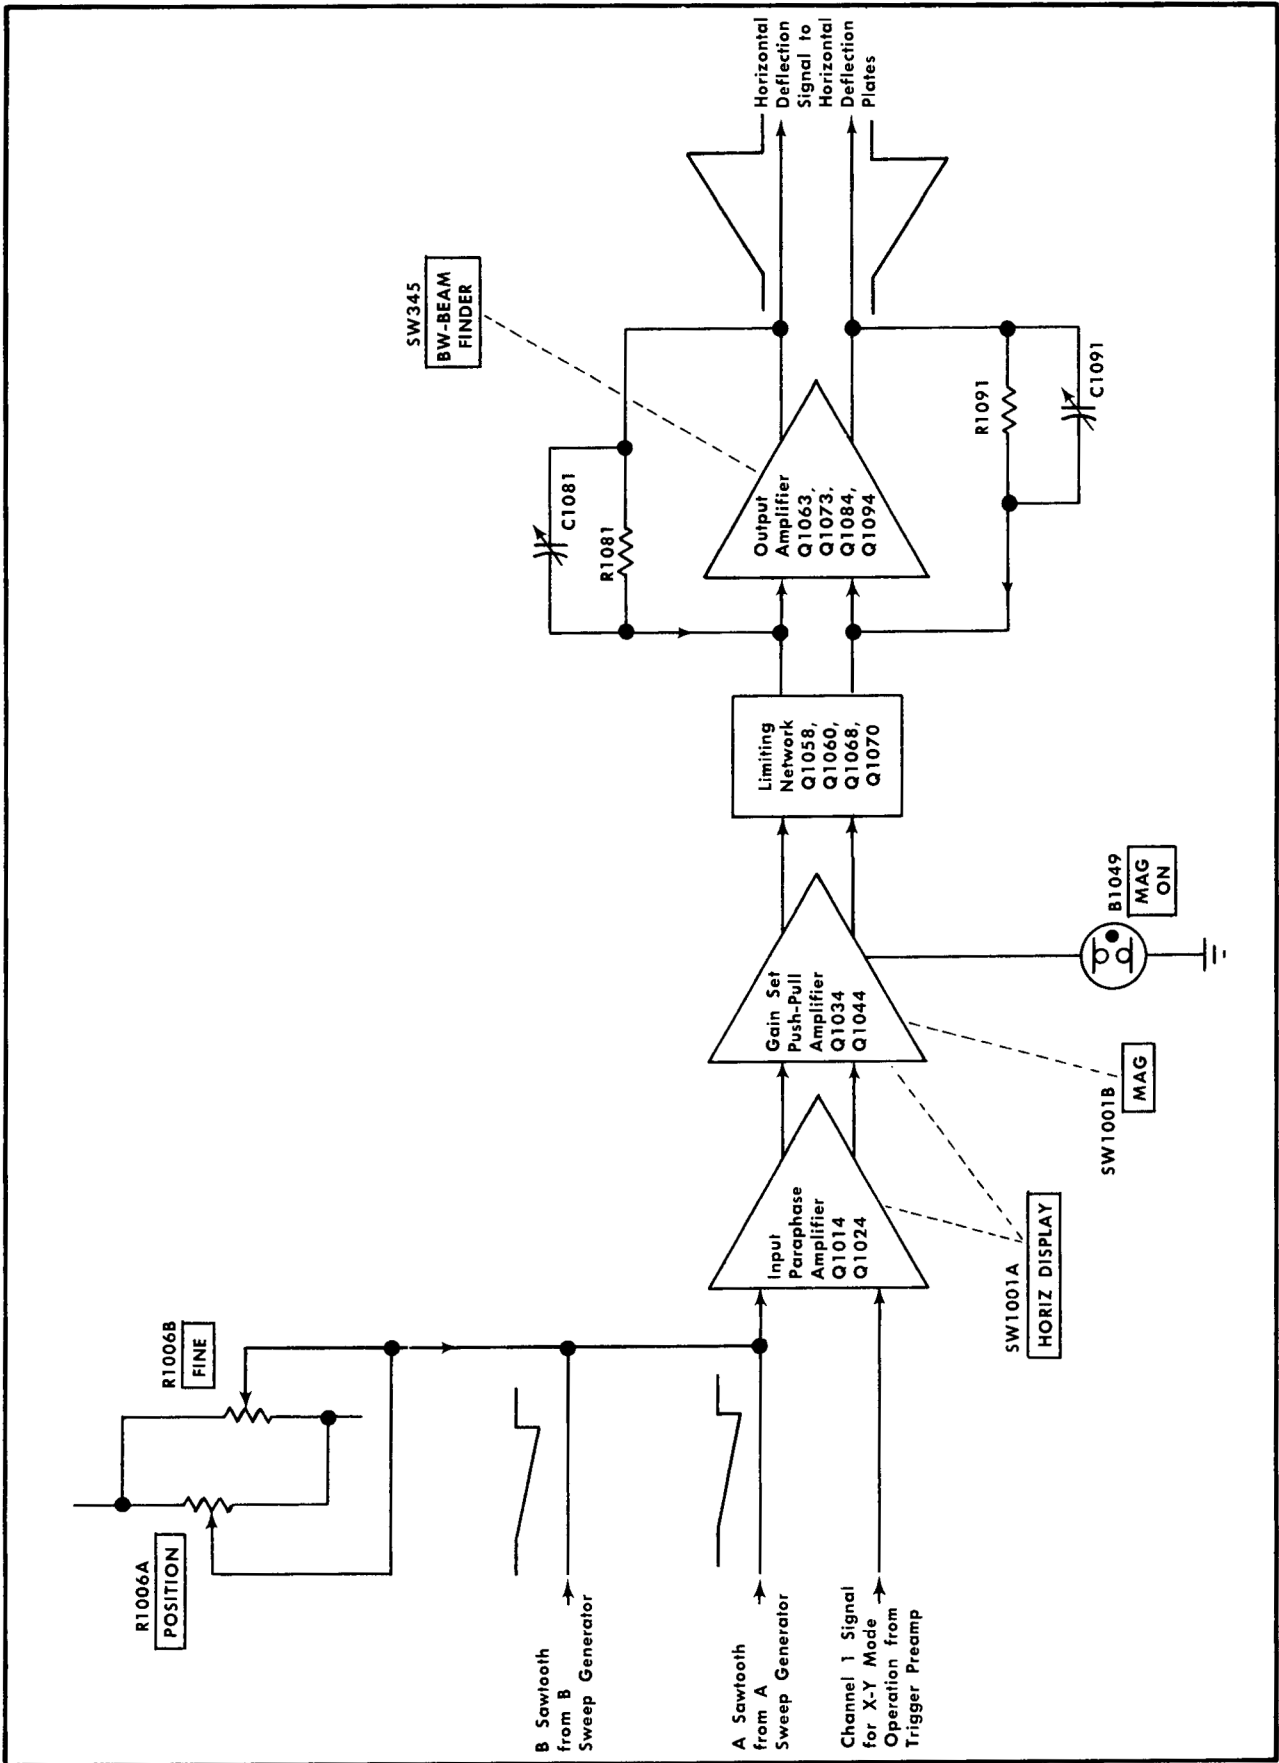 R1006A
POSITION
R1006B
FINE
B Sawtooth
from B
Sweep Generator
A Sawtooth
from A
Sweep Generator
Channel 1 Signal
for X-Y Mode
Operation from
Trigger Preamp
Input
Paraphase
Amplifier
Q1014
Q1024
SW1001A
HORIZ DISPLAY
Gain Set
Push-Pull
Amplifier
Q1034
Q1044
SW1001B
MAG
B1049
MAG
ON
Limiting
Network
Q1058,
Q1060,
Q1068,
Q1070
C1081
R1081
Output
Amplifier
Q1063,
Q1073,
Q1084,
Q1094
R1091
C1091
SW345
BW-BEAM
FINDER
Horizontal
Deflection
Signal to
Horizontal
Deflection
Plates